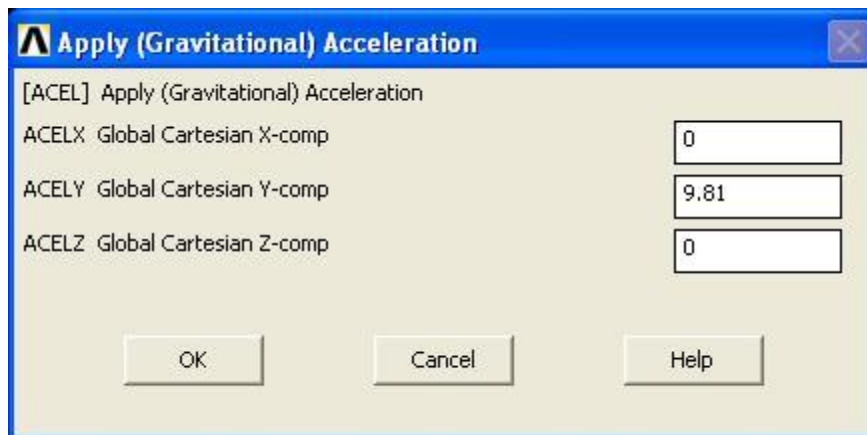 Apply (Gravitational) Acceleration
[ACEL] Apply (Gravitational) Acceleration
ACELX Global Cartesian X-comp 0
ACELY Global Cartesian Y-comp 9.81
ACELZ Global Cartesian Z-comp 0
OK Cancel Help